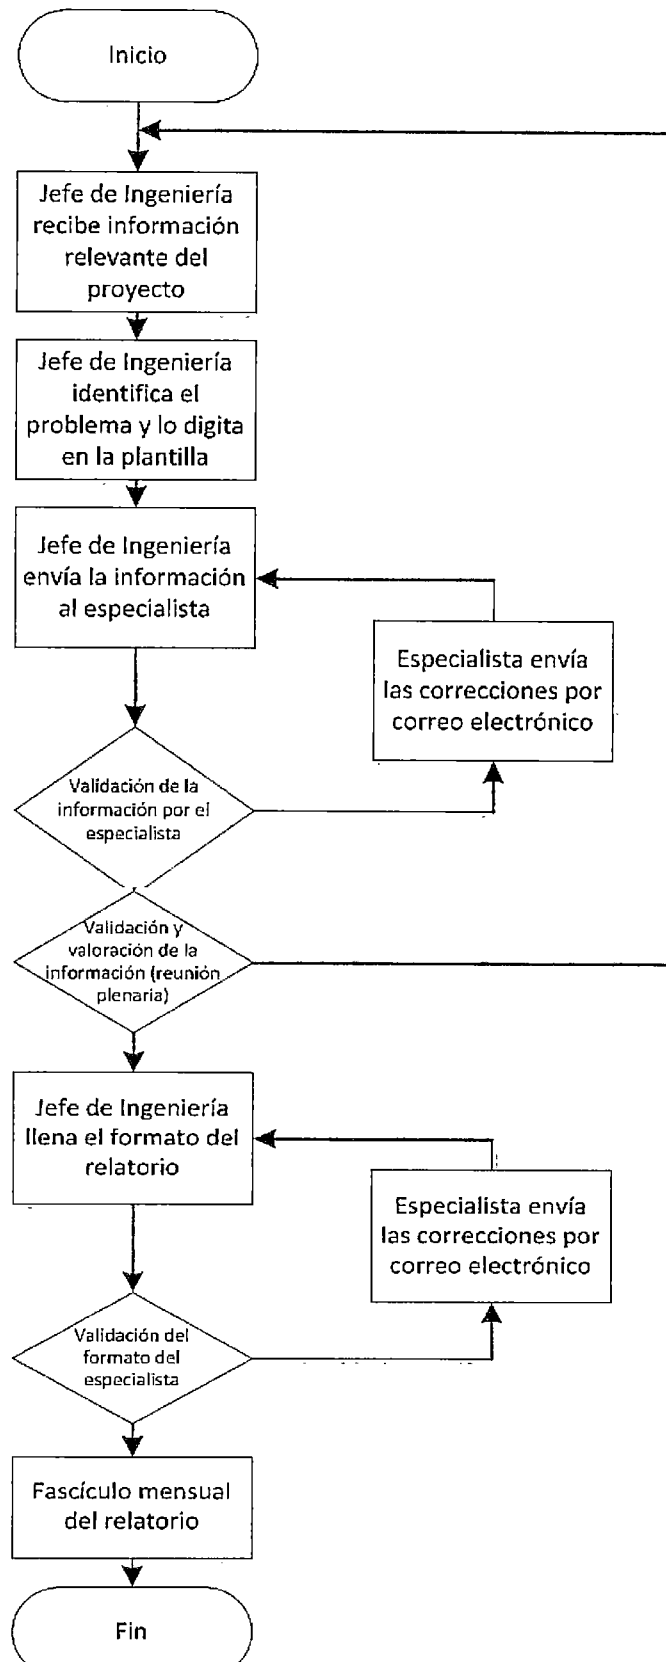 Inicio
Jefe de Ingeniería
recibe información
relevante del
proyecto
Jefe de Ingeniería
identifica el
problema y lo digita
en la plantilla
Jefe de Ingeniería
envía la información
al especialista
Especialista envía
las correcciones por
correo electrónico
Validación de la
información por el
especialista
Validación y
valoración de la
información (reunión
plenaria)
Jefe de Ingeniería
llena el formato del
relatorio
Especialista envía
las correcciones por
correo electrónico
Validación del
formato del
especialista
Fascículo mensual
del relatorio
Fin